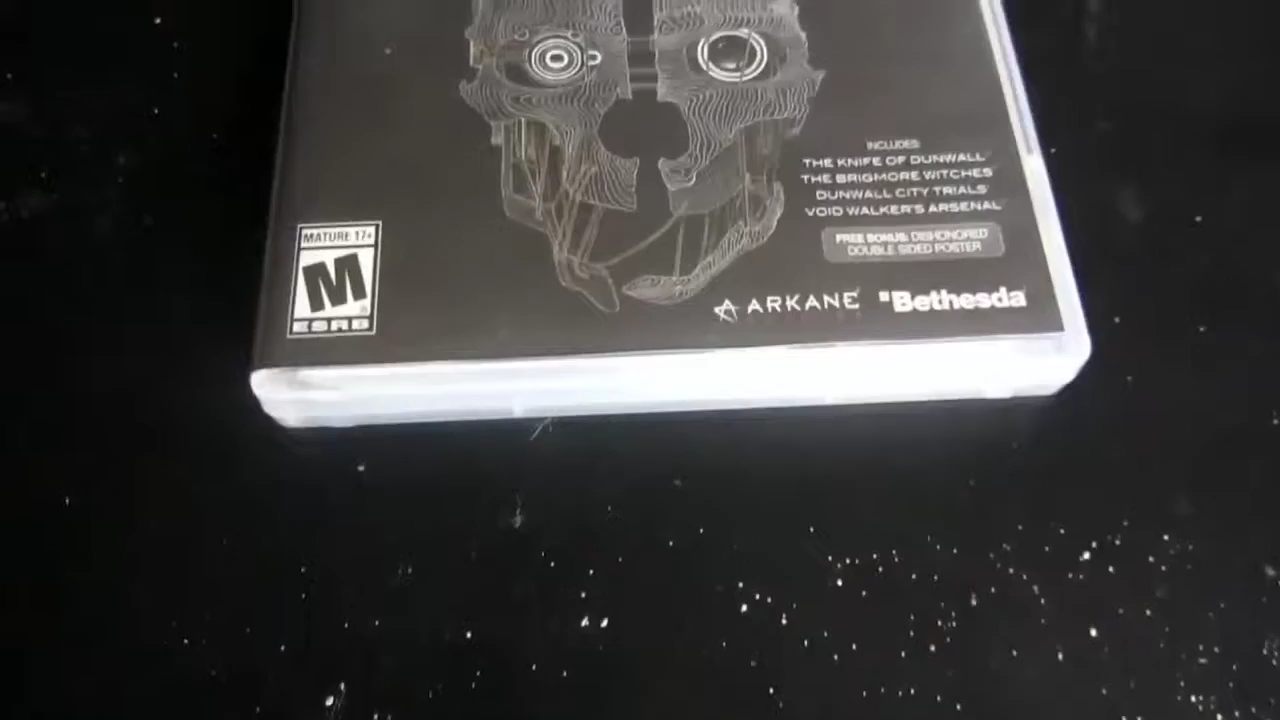 INCLUDES:
THE KNIFE OF DUNWALL
THE BRIGMORE WITCHES
DUNWALL CITY TRIALS
VOID WALKER'S ARSENAL
FREE BONUS: DISHONORED
DOUBLE SIDED POSTER
MATURE 17+
M
ESRB
ARKANE
Bethesda